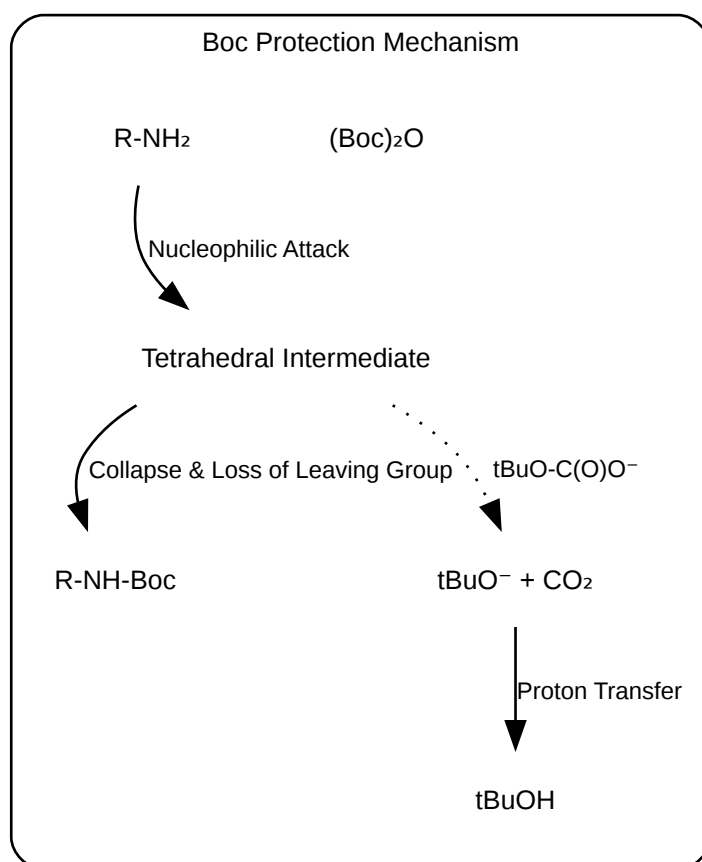 Boc Protection Mechanism
R-NH₂
(Boc)₂O
Nucleophilic Attack
Tetrahedral Intermediate
Collapse & Loss of Leaving Group
tBuO-C(O)O⁻
R-NH-Boc
tBuO⁻ + CO₂
Proton Transfer
tBuOH